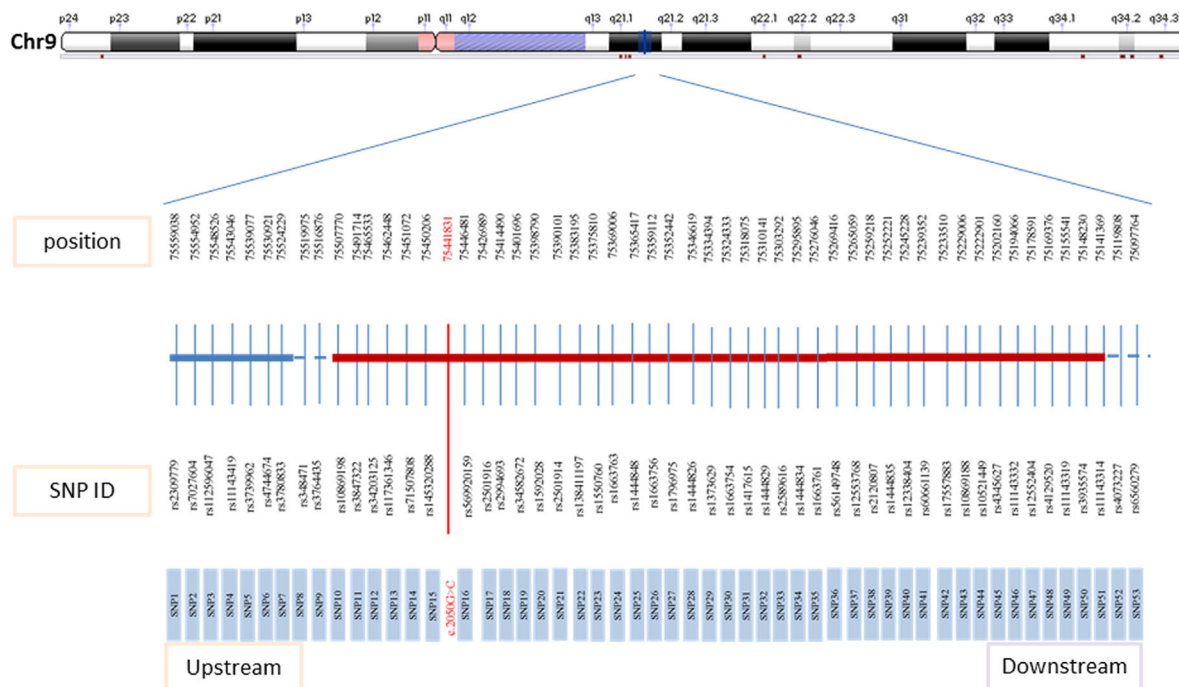 p24 p23 p22 p21 p13 p12 p11 q11 q12 q13 q21.1 q21.2 q21.3 q22.1 q22.2 q22.3 q31 q32 q33 q34.1 q34.2 q34.3
Chr9
position
75559038
75554952
75548526
75543046
75539077
75530921
75524229
75519975
75516876
75507770
75491714
75465533
75462448
75451072
75450206
75441831
75446481
75426989
75414490
75401696
75398790
75390101
75383195
75375810
75369006
75365417
75359112
75352442
75346619
75334394
75324333
75318075
75310141
75303292
75295895
75276046
75269416
75265059
75259218
75252221
75245228
75239352
75233510
75229006
75222901
75202160
75194066
75178591
75169376
75155541
75148230
75141369
75119808
75097764
SNP ID
rs2309779
rs7027604
rs11259047
rs11143419
rs3739962
rs4744674
rs3780833
rs348471
rs3764435
rs10869198
rs3847322
rs34203125
rs117361346
rs71507808
rs145320288
rs569920159
rs2501916
rs2994693
rs34582672
rs1592028
rs2501914
rs138411197
rs1550760
rs1663763
rs1444848
rs1663756
rs1796975
rs1444826
rs1373629
rs1663754
rs1417615
rs1444829
rs2589616
rs1444834
rs1663761
rs56149748
rs12553768
rs2120807
rs1444835
rs12338404
rs60661139
rs17557883
rs10869188
rs10521449
rs4345627
rs11143332
rs12552404
rs4129520
rs11143319
rs3935574
rs11143314
rs4073227
rs6560279
SNP1
SNP2
SNP3
SNP4
SNP5
SNP6
SNP7
SNP8
SNP9
SNP10
SNP11
SNP12
SNP13
SNP14
SNP15
c.2050G>C
SNP16
SNP17
SNP18
SNP19
SNP20
SNP21
SNP22
SNP23
SNP24
SNP25
SNP26
SNP27
SNP28
SNP29
SNP30
SNP31
SNP32
SNP33
SNP34
SNP35
SNP36
SNP37
SNP38
SNP39
SNP40
SNP41
SNP42
SNP43
SNP44
SNP45
SNP46
SNP47
SNP48
SNP49
SNP50
SNP51
SNP52
SNP53
Upstream
Downstream